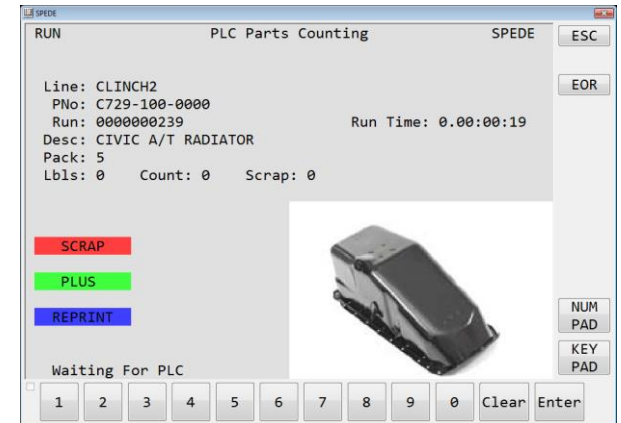 SPEDE
RUN PLC Parts Counting SPEDE
ESC
EOR
Line: CLINCH2
PNo: C729-100-0000
Run: 0000000239 Run Time: 0.00:00:19
Desc: CIVIC A/T RADIATOR
Pack: 5
Lbls: 0 Count: 0 Scrap: 0
SCRAP
PLUS
REPRINT
NUM PAD
KEY PAD
Waiting For PLC
1 2 3 4 5 6 7 8 9 0 Clear Enter